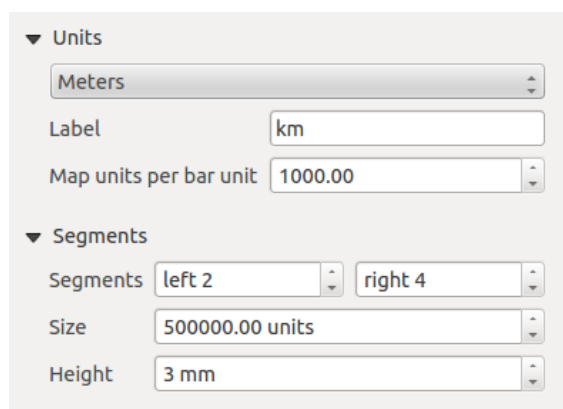 Units
Meters
Label km
Map units per bar unit 1000.00
Segments
Segments left 2 right 4
Size 500000.00 units
Height 3 mm